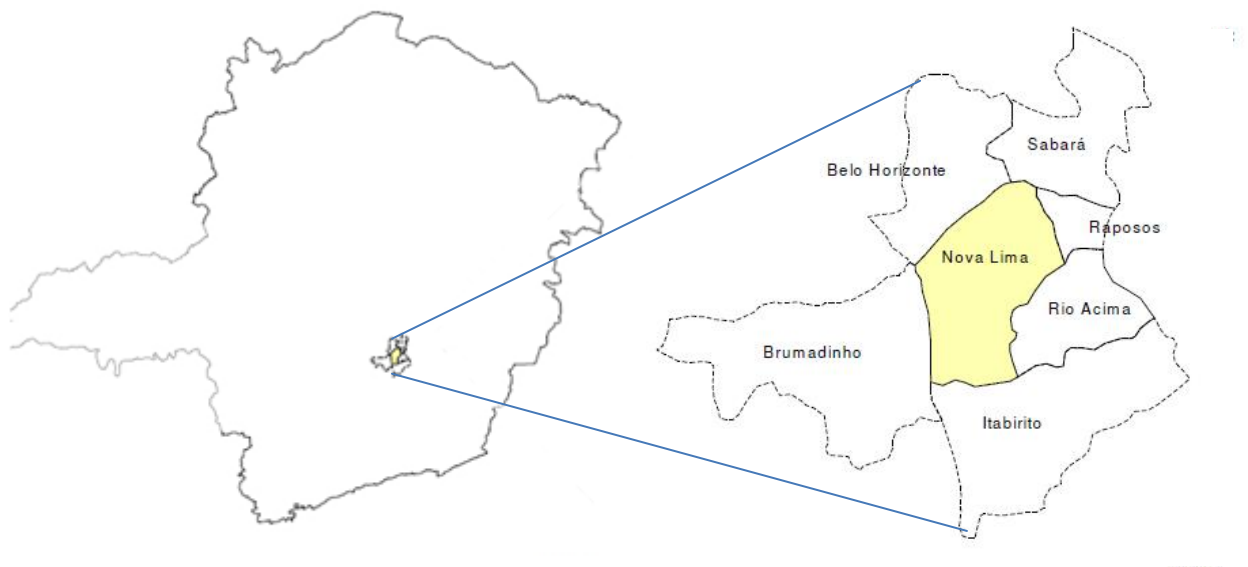 Sabará
Belo Horizonte
Raposos
Nova Lima
Rio Acima
Brumadinho
Itabirito